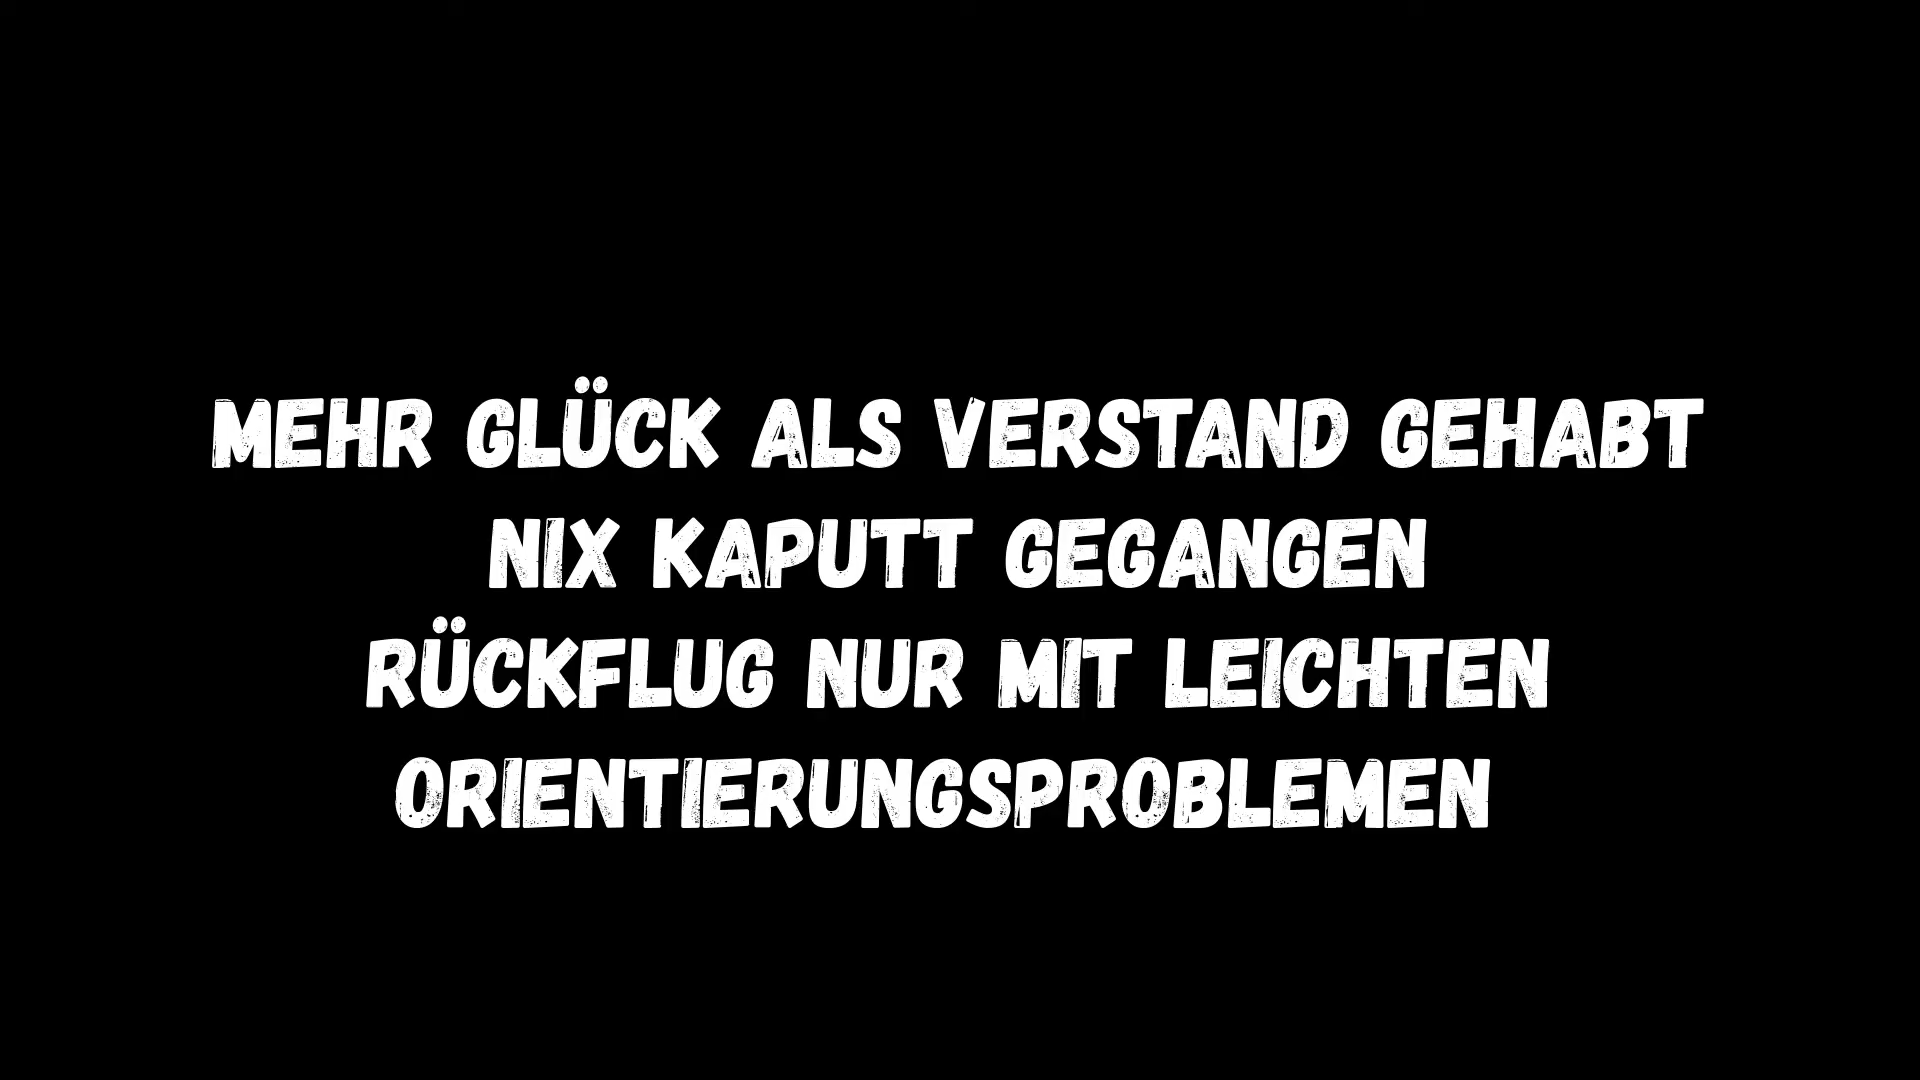 MEHR GLÜCK ALS VERSTAND GEHABT
NIX KAPUTT GEGANGEN
RÜCKFLUG NUR MIT LEICHTEN
ORIENTIERUNGSPROBLEMEN